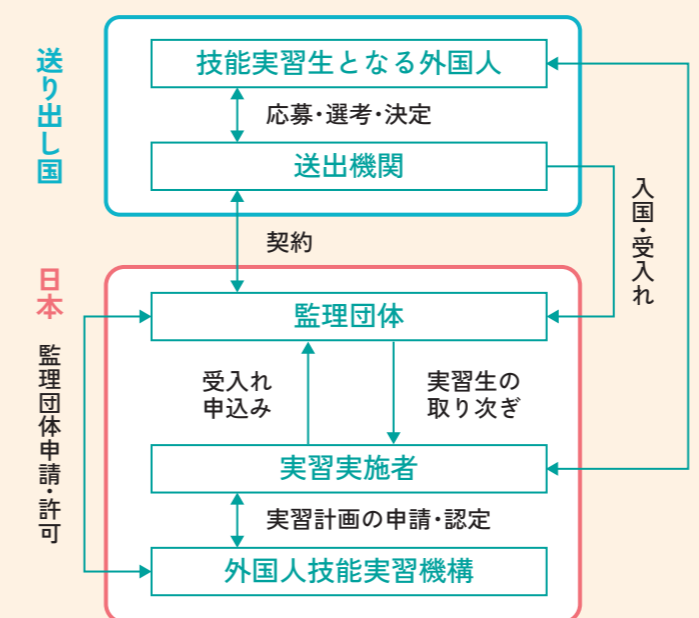 送り出し国
技能実習生となる外国人
応募・選考・決定
送出機関
入国・受入れ
契約
日本
監理団体
監理団体申請・許可
受入れ
申込み
実習生の
取り次ぎ
実習実施者
実習計画の申請・認定
外国人技能実習機構